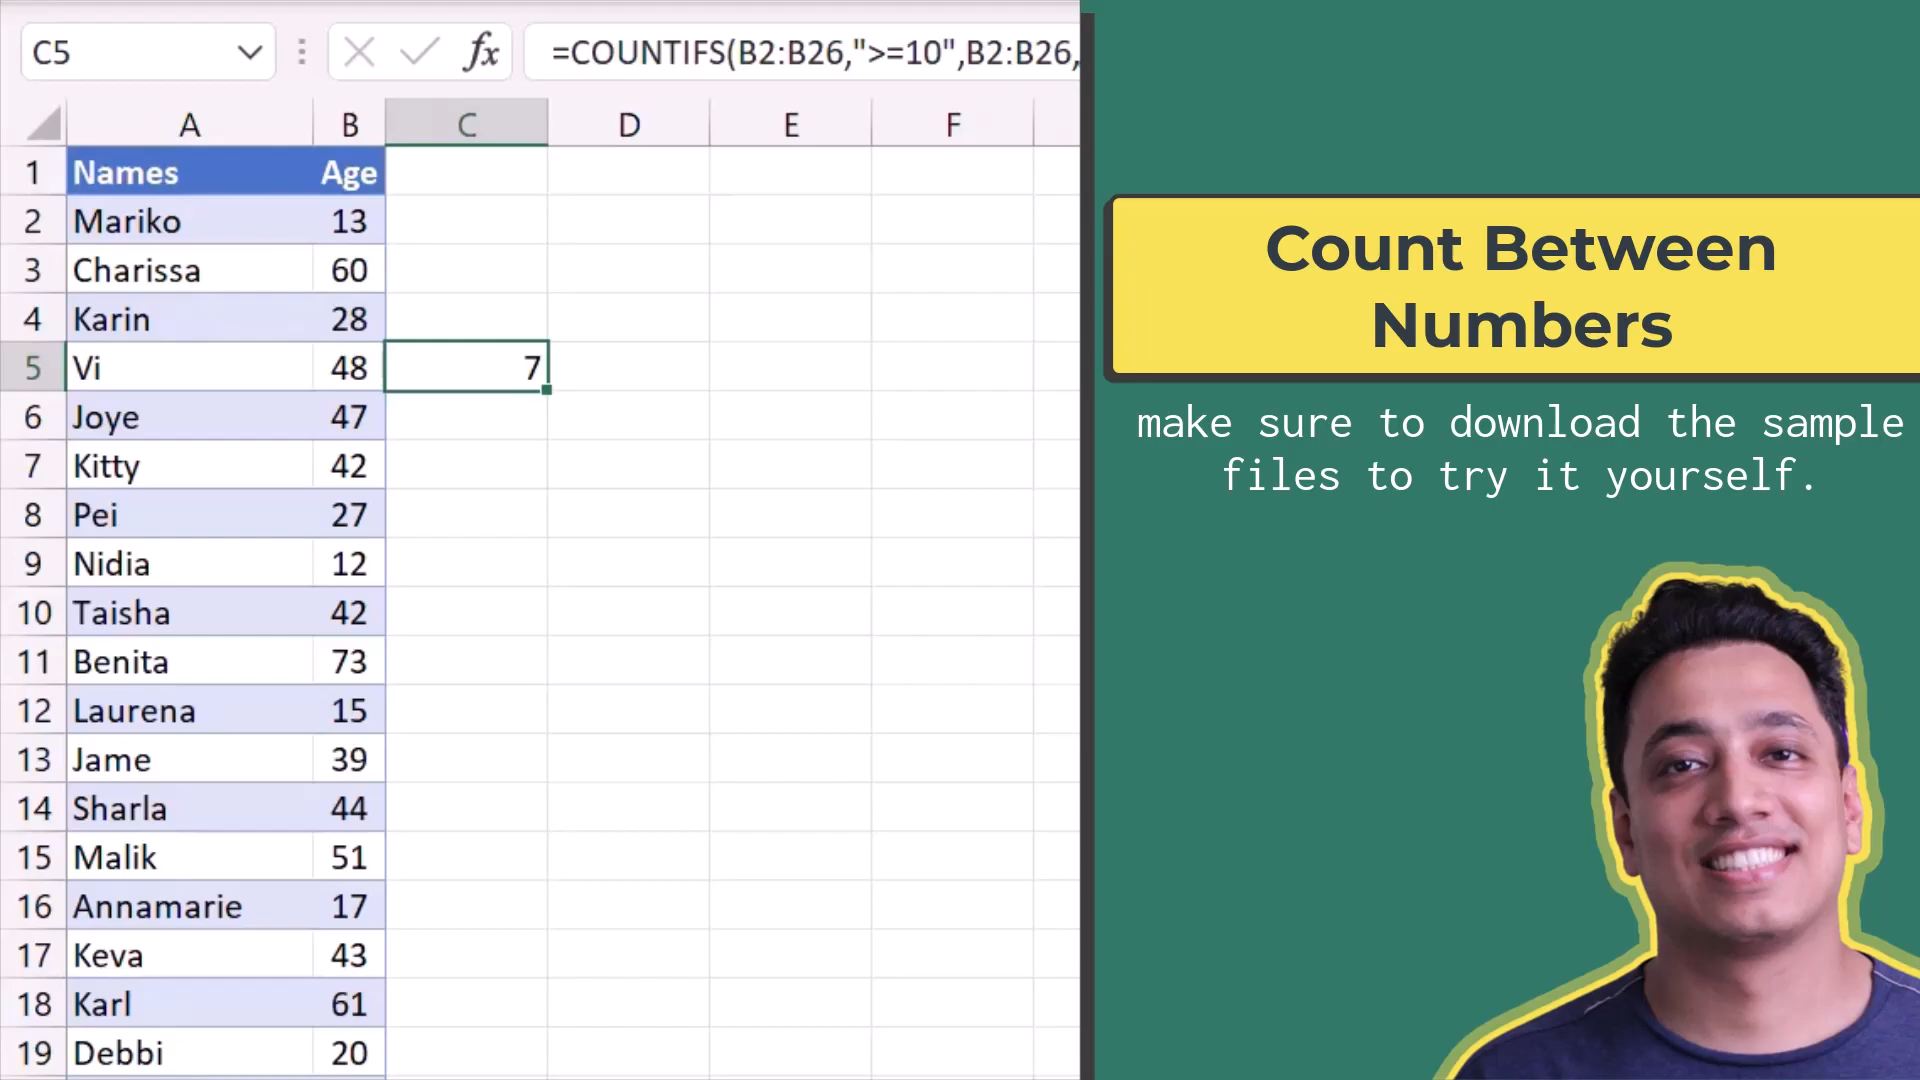 C5 fx =COUNTIFS(B2:B26,">=10",B2:B26,
A B C D E F
1 Names Age
2 Mariko 13
3 Charissa 60
4 Karin 28
5 Vi 48 7
6 Joye 47
7 Kitty 42
8 Pei 27
9 Nidia 12
10 Taisha 42
11 Benita 73
12 Laurena 15
13 Jame 39
14 Sharla 44
15 Malik 51
16 Annamarie 17
17 Keva 43
18 Karl 61
19 Debbi 20
Count Between
Numbers
make sure to download the sample
files to try it yourself.